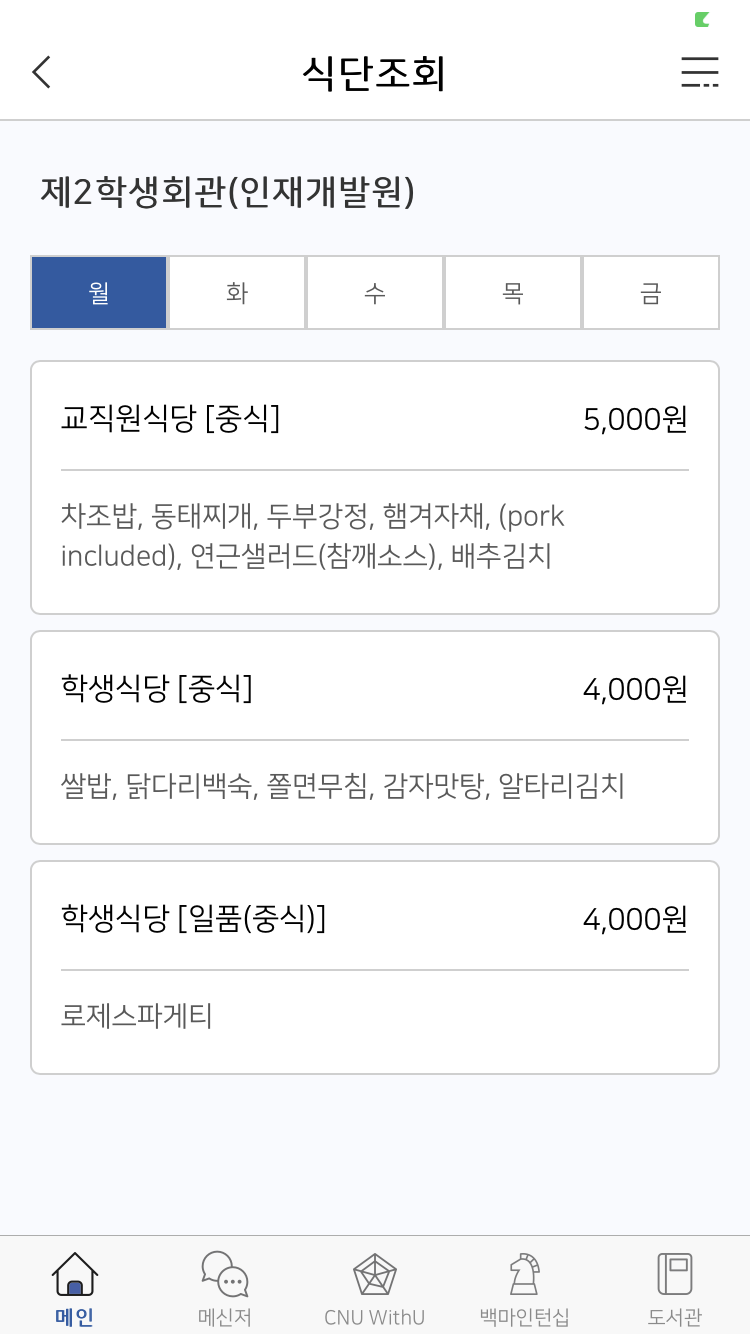 식단조회
제2학생회관(인재개발원)
월 화 수 목 금
교직원식당 [중식] 5,000원
차조밥, 동태찌개, 두부강정, 햄겨자채, (pork
included), 연근샐러드(참깨소스), 배추김치
학생식당 [중식] 4,000원
쌀밥, 닭다리백숙, 쫄면무침, 감자맛탕, 알타리김치
학생식당 [일품(중식)] 4,000원
로제스파게티
메인 메신저 CNU WithU 백마인턴십 도서관